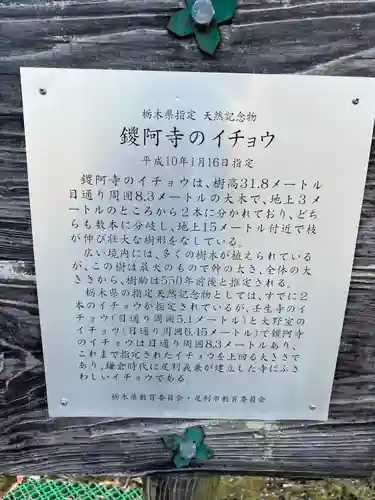 栃木県指定 天然記念物
鑁阿寺のイチョウ
平成10年1月16日指定
鑁阿寺のイチョウは、樹高31.8メートル
目通り周囲8.3メートルの大木で、地上3メ
ートルのところから2本に分かれており、どち
らも数本に分岐し、地上15メートル付近で枝
が伸び壮大な樹形をなしている。
広い境内には、多くの樹木が植えられている
が、この樹は最大のもので幹の太さ、全体の大
きさから、樹齢は550年前後と推定される。
栃木県の指定天然記念物としては、すでに2
本のイチョウが指定されているが、壬生寺のイ
チョウ(目通り周囲5.1メートル)と大野室の
イチョウ(目通り周囲6.45メートル)で鑁阿寺
のイチョウは目通り周囲8.3メートルあり、
これまで指定されたイチョウを上回る大きさで
あり、鎌倉時代に足利義兼が建立した寺にふさ
わしいイチョウである。
栃木県教育委員会・足利市教育委員会